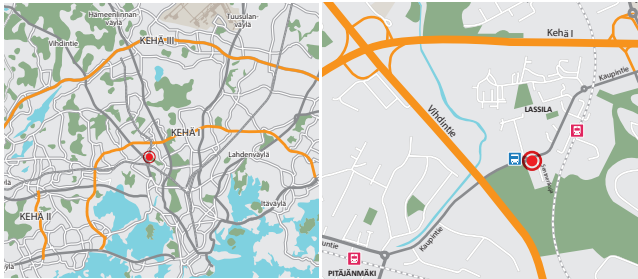 Hämeenlinnan-
väylä
Tuusulan-
väylä
Vihdintie
KEHÄ III
KEHÄ I
Lahdenväylä
Itäväylä
KEHÄ II
Kehä I
Kaupintie
LASSILA
Vihdintie
Kaupintie
PITÄJÄNMÄKI